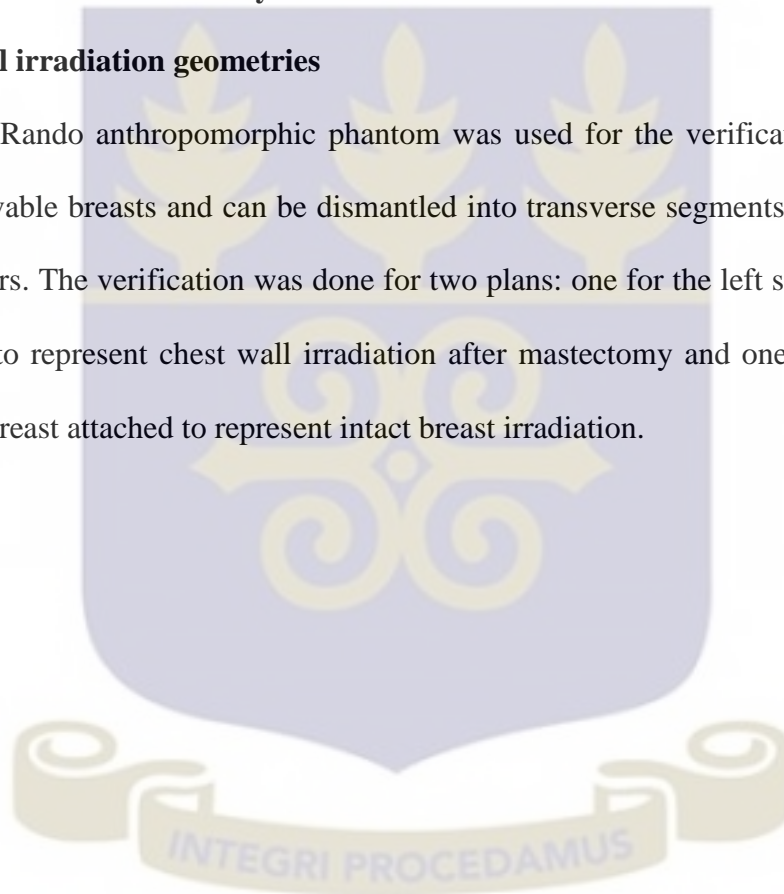 l irradiation geometries
Rando anthropomorphic phantom was used for the verifica
vable breasts and can be dismantled into transverse segments
rs. The verification was done for two plans: one for the left s
to represent chest wall irradiation after mastectomy and one
reast attached to represent intact breast irradiation.
INTEGRI PROCEDAMUS